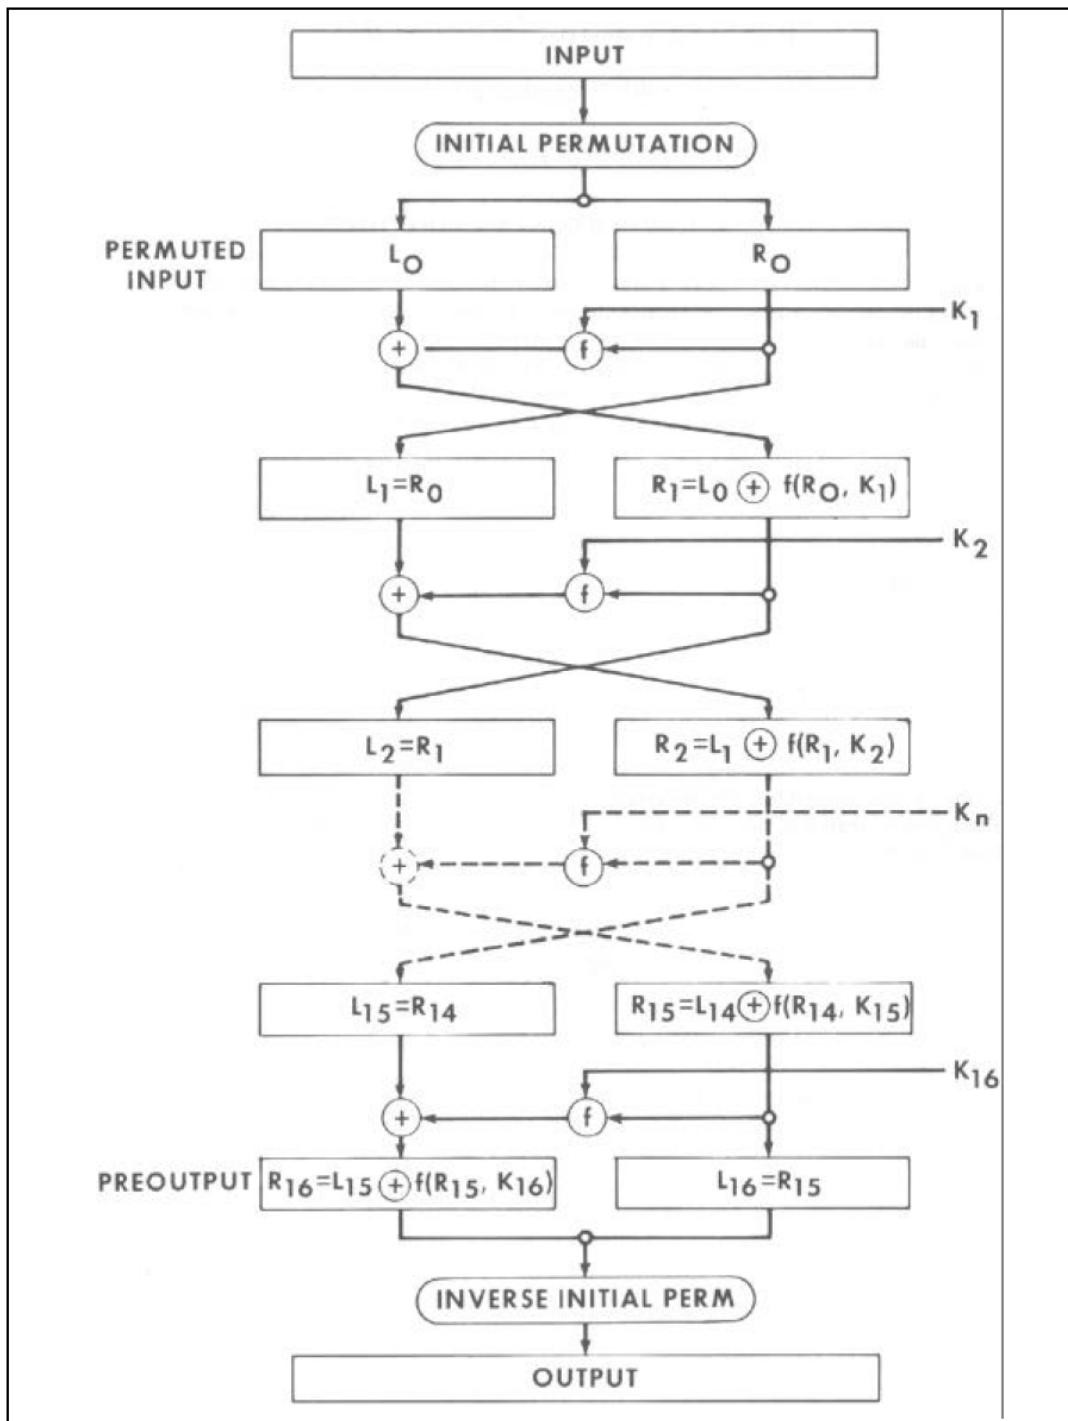 INPUT
INITIAL PERMUTATION
PERMUTED
INPUT
L₀
R₀
K₁
+
f
L₁=R₀
R₁=L₀ ⊕ f(R₀, K₁)
K₂
+
f
L₂=R₁
R₂=L₁ ⊕ f(R₁, K₂)
Kₙ
+
f
L₁₅=R₁₄
R₁₅=L₁₄⊕f(R₁₄, K₁₅)
K₁₆
+
f
PREOUTPUT
R₁₆=L₁₅⊕f(R₁₅, K₁₆)
L₁₆=R₁₅
INVERSE INITIAL PERM
OUTPUT